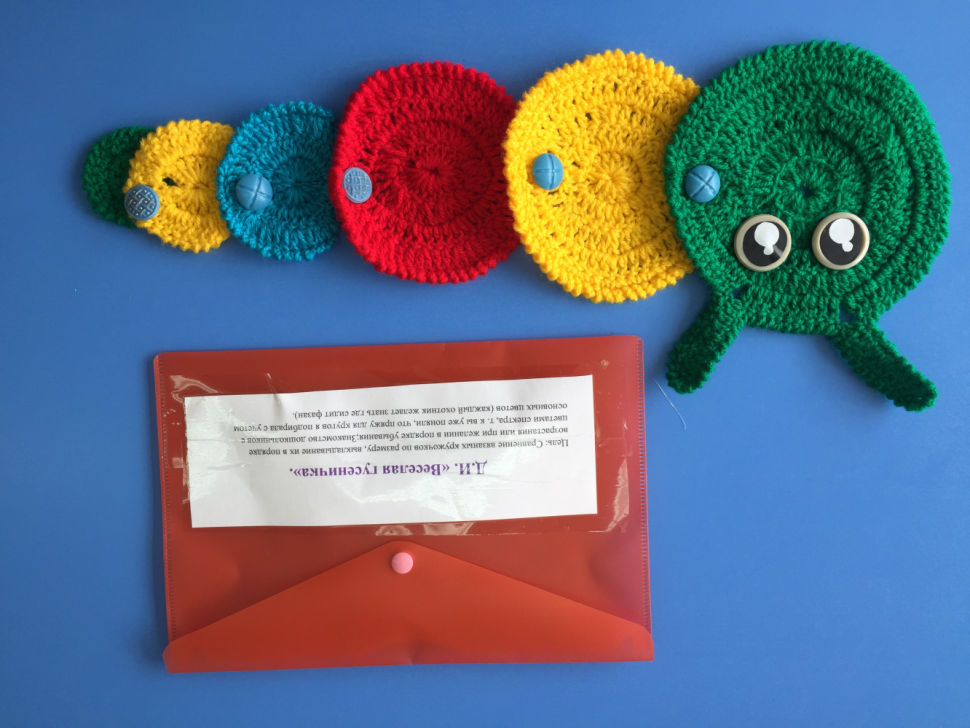 Д.И. «Веселая гусеничка».
Цель: Сравнение вязаных кружочков по размеру, выкладывание их в порядке
возрастания или при желании в порядке убывания;Знакомство дошкольников с
цветами спектра, т. к вы уже поняли, что пряжу для кругов я подбирала с учетом
основных цветов (каждый охотник желает знать где сидит фазан).